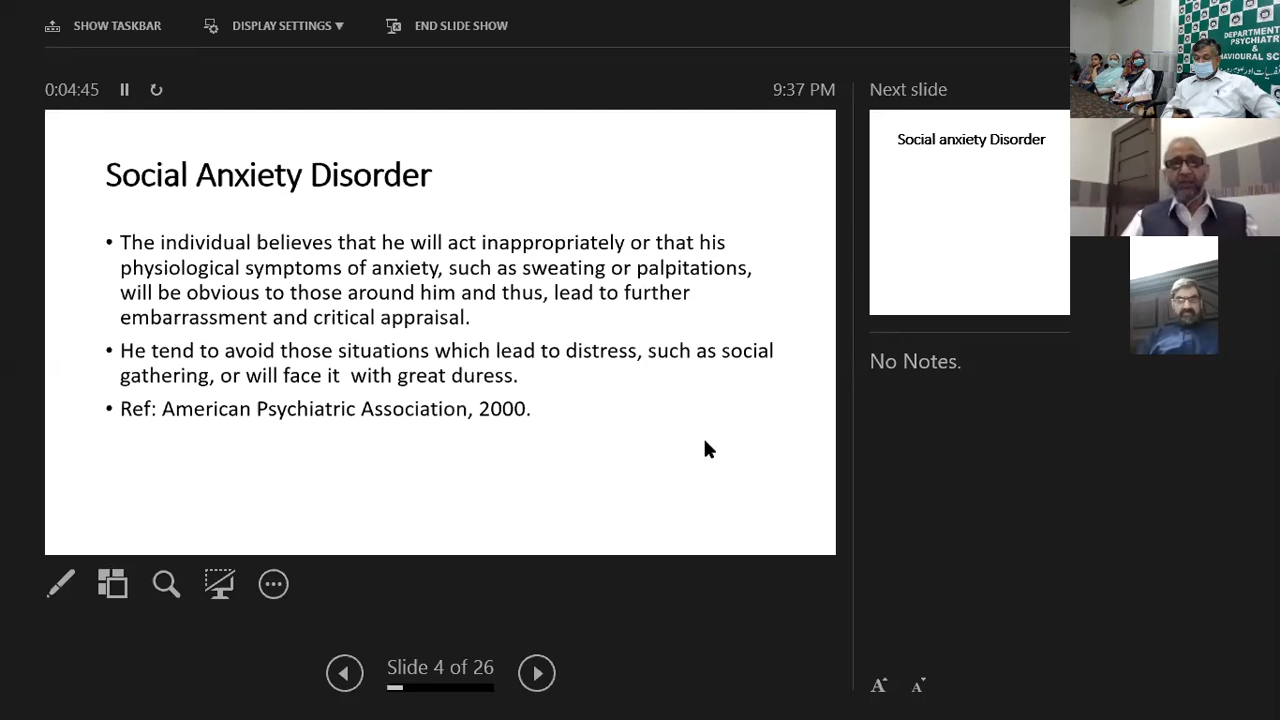 SHOW TASKBAR
DISPLAY SETTINGS ▼
END SLIDE SHOW
0:04:45
9:37 PM
Social Anxiety Disorder
• The individual believes that he will act inappropriately or that his
physiological symptoms of anxiety, such as sweating or palpitations,
will be obvious to those around him and thus, lead to further
embarrassment and critical appraisal.
• He tend to avoid those situations which lead to distress, such as social
gathering, or will face it with great duress.
• Ref: American Psychiatric Association, 2000.
Slide 4 of 26
Next slide
Social anxiety Disorder
No Notes.
A A
DEPARTMENT
PSYCHIATR
&
HAVIOURAL SC